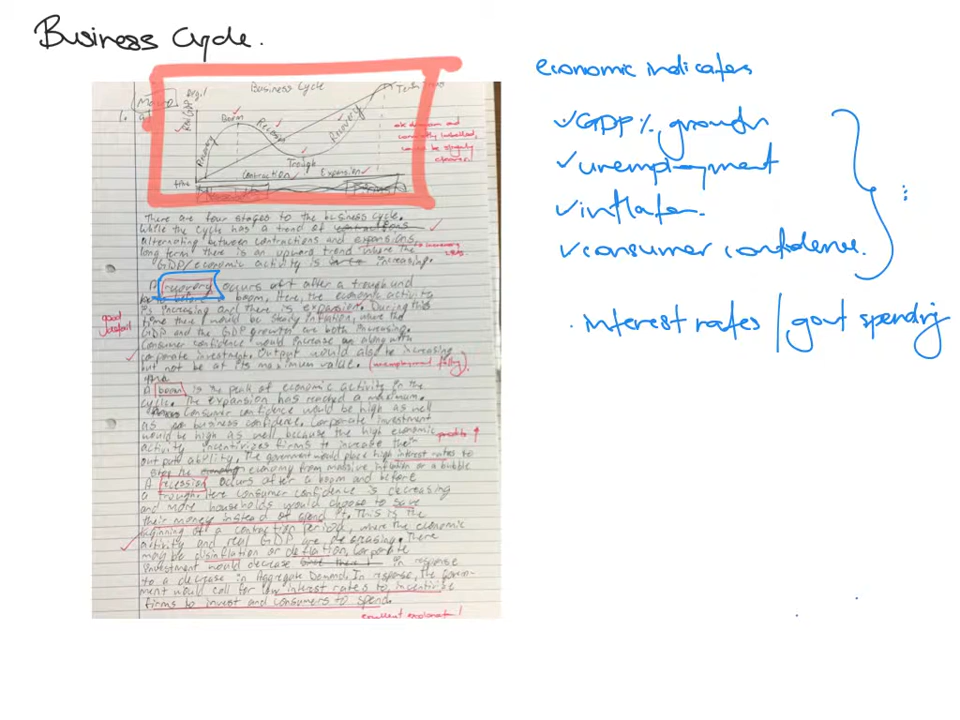 Business Cycle.
economic indicators
✓GDP % growth
✓unemployment
✓inflation.
✓consumer confidence.
· interest rates / govt spending
Business Cycle
Boom
Recession
Recovery
Trough
Contraction
Expansion
time
There are four stages to the business cycle.
While the cycle has a trend of
alternating between contractions and expansions
long term there is an upward trend where the
GDP/economic activity is increasing.
A recovery occurs after a trough and
before a boom. Here, the economic activity
is increasing and there is expansion. During this
time there would be steady inflation, where the
GDP and the GDP growth are both increasing.
good
Consumer confidence would increase as along with
corporate investment. Output would also be increasing
but not be at its maximum value. (unemployment falling)
A boom is the peak of economic activity in the
cycle. The expansion has reached a maximum.
Consumer confidence would be high as well
as business confidence. Corporate investment
would be high as well because the high economic
profits ↑
activity incentivizes firms to increase the
output ability. The government would place high interest rates to
stop the economy from massive inflation or a bubble
A recession occurs after a boom and before
a trough. Here consumer confidence is decreasing
and more households would choose to save
their money instead of spend it. This is the
beginning of a contraction period, where the economic
activity and real GDP are decreasing. There
may be disinflation or deflation. Corporate
investment would decrease in response
to a decrease in Aggregate Demand. In response, the govern-
ment would call for low interest rates to incentivise
firms to invest and consumers to spend.
excellent explanation!